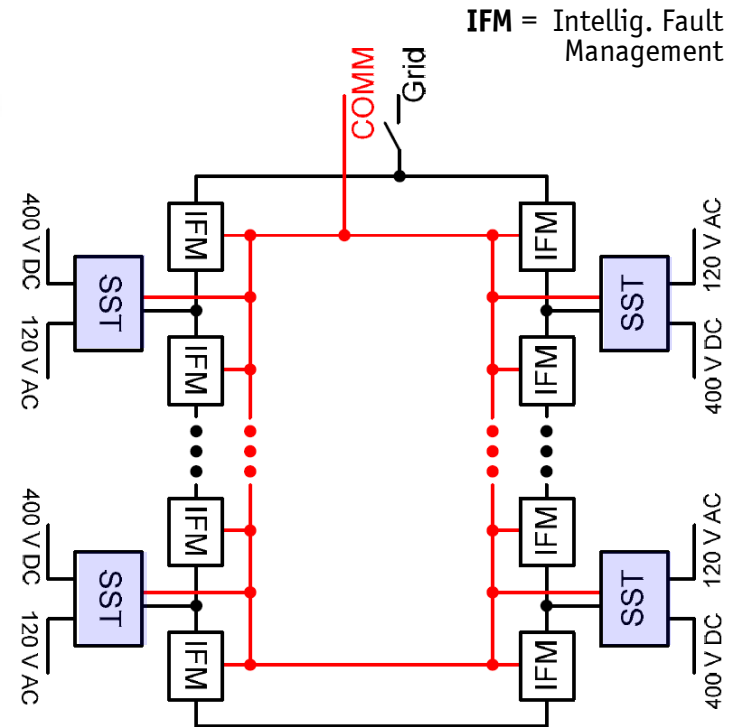 IFM = Intellig. Fault
Management
COMM
Grid
IFM
IFM
400 V DC
120 V AC
SST
SST
120 V AC
400 V DC
IFM
IFM
IFM
IFM
400 V DC
120 V AC
SST
SST
120 V AC
400 V DC
IFM
IFM